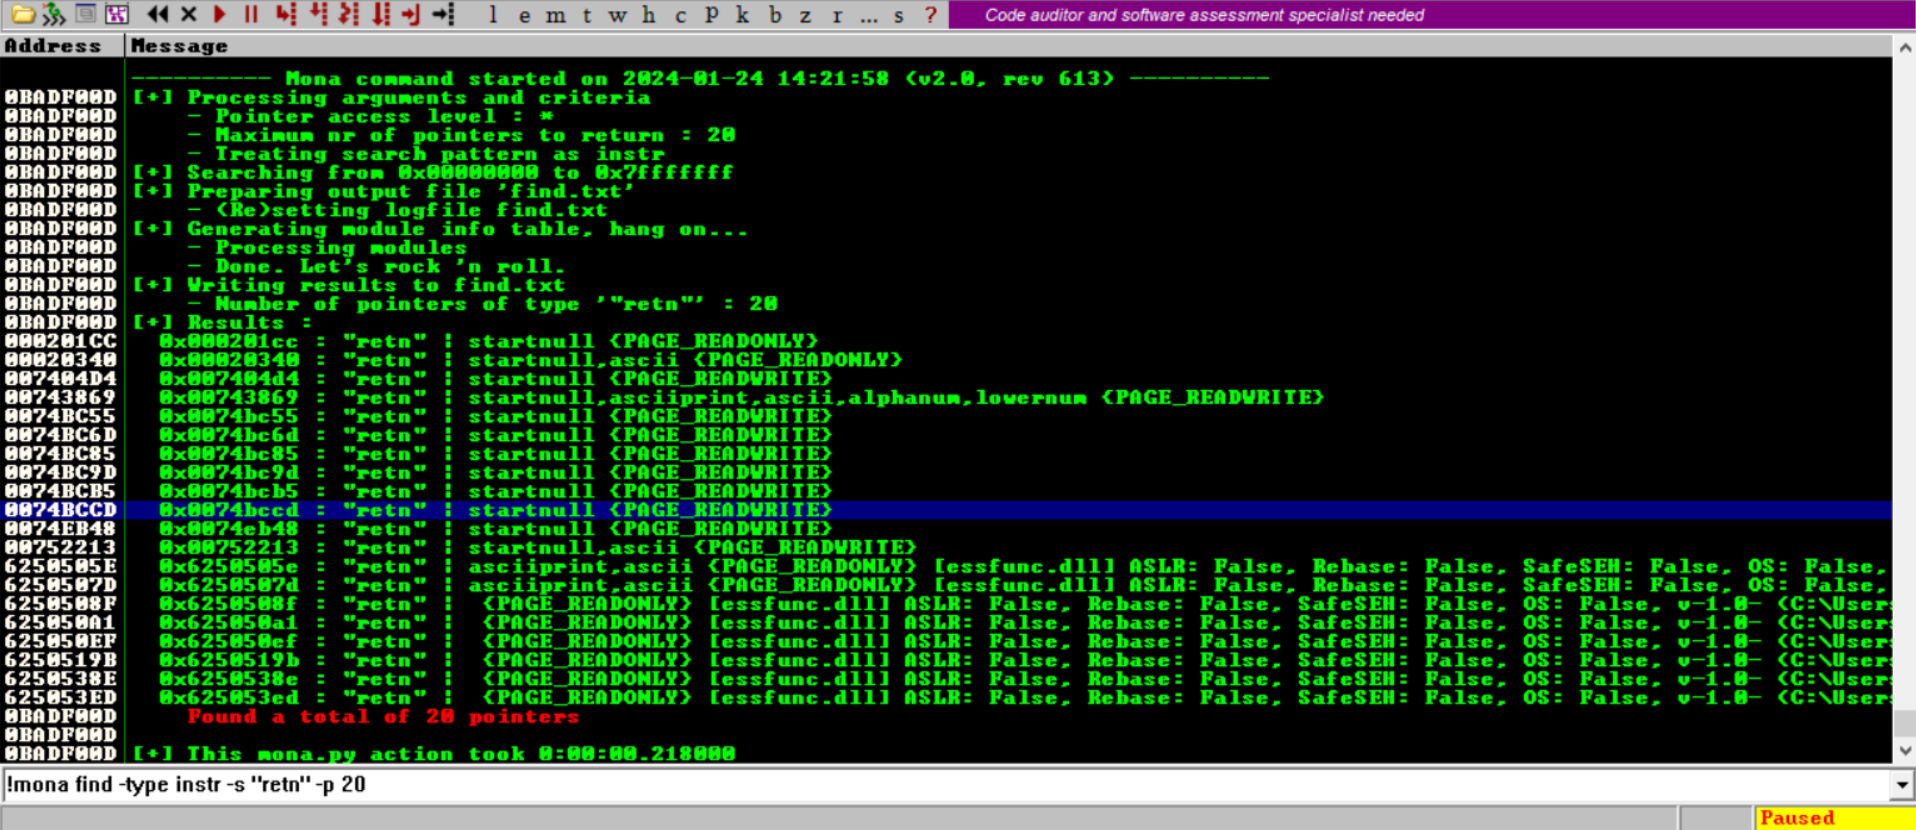 l e m t w h c P k b z r ... s ? Code auditor and software assessment specialist needed
Address Message
---------- Mona command started on 2024-01-24 14:21:58 (v2.0, rev 613) ----------
0BADF00D [+] Processing arguments and criteria
0BADF00D - Pointer access level : *
0BADF00D - Maximum nr of pointers to return : 20
0BADF00D - Treating search pattern as instr
0BADF00D [+] Searching from 0x00000000 to 0x7fffffff
0BADF00D [+] Preparing output file 'find.txt'
0BADF00D - (Re)setting logfile find.txt
0BADF00D [+] Generating module info table, hang on...
0BADF00D - Processing modules
0BADF00D - Done. Let's rock 'n roll.
0BADF00D [+] Writing results to find.txt
0BADF00D - Number of pointers of type '"retn"' : 20
0BADF00D [+] Results :
000201CC 0x000201cc : "retn" | startnull {PAGE_READONLY}
00020340 0x00020340 : "retn" | startnull,ascii {PAGE_READONLY}
007404D4 0x007404d4 : "retn" | startnull {PAGE_READWRITE}
00743869 0x00743869 : "retn" | startnull,asciiprint,ascii,alphanum,lowernum {PAGE_READWRITE}
0074BC55 0x0074bc55 : "retn" | startnull {PAGE_READWRITE}
0074BC6D 0x0074bc6d : "retn" | startnull {PAGE_READWRITE}
0074BC85 0x0074bc85 : "retn" | startnull {PAGE_READWRITE}
0074BC9D 0x0074bc9d : "retn" | startnull {PAGE_READWRITE}
0074BCB5 0x0074bcb5 : "retn" | startnull {PAGE_READWRITE}
0074BCCD 0x0074bccd : "retn" | startnull {PAGE_READWRITE}
0074EB48 0x0074eb48 : "retn" | startnull {PAGE_READWRITE}
00752213 0x00752213 : "retn" | startnull,ascii {PAGE_READWRITE}
6250505E 0x6250505e : "retn" | asciiprint,ascii {PAGE_READONLY} [essfunc.dll] ASLR: False, Rebase: False, SafeSEH: False, OS: False,
6250507D 0x6250507d : "retn" | asciiprint,ascii {PAGE_READONLY} [essfunc.dll] ASLR: False, Rebase: False, SafeSEH: False, OS: False,
6250508F 0x6250508f : "retn" | {PAGE_READONLY} [essfunc.dll] ASLR: False, Rebase: False, SafeSEH: False, OS: False, v-1.0- (C:\User
625050A1 0x625050a1 : "retn" | {PAGE_READONLY} [essfunc.dll] ASLR: False, Rebase: False, SafeSEH: False, OS: False, v-1.0- (C:\User
625050EF 0x625050ef : "retn" | {PAGE_READONLY} [essfunc.dll] ASLR: False, Rebase: False, SafeSEH: False, OS: False, v-1.0- (C:\User
6250519B 0x6250519b : "retn" | {PAGE_READONLY} [essfunc.dll] ASLR: False, Rebase: False, SafeSEH: False, OS: False, v-1.0- (C:\User
6250538E 0x6250538e : "retn" | {PAGE_READONLY} [essfunc.dll] ASLR: False, Rebase: False, SafeSEH: False, OS: False, v-1.0- (C:\User
625053ED 0x625053ed : "retn" | {PAGE_READONLY} [essfunc.dll] ASLR: False, Rebase: False, SafeSEH: False, OS: False, v-1.0- (C:\User
0BADF00D Found a total of 20 pointers
0BADF00D
0BADF00D [+] This mona.py action took 0:00:00.218000
!mona find -type instr -s "retn" -p 20
Paused